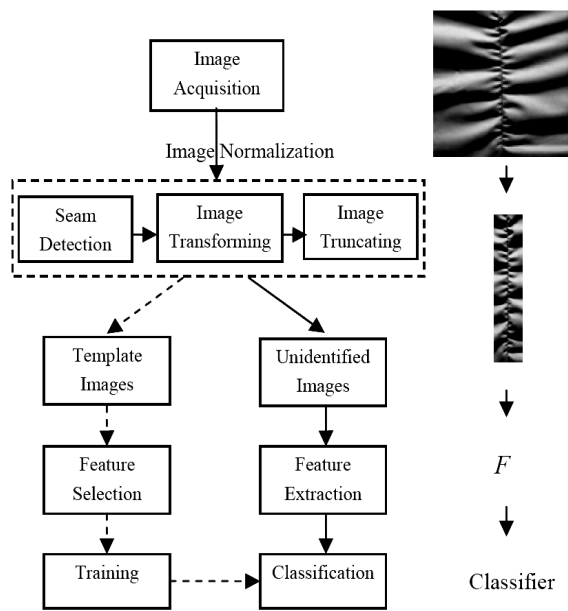 Image
Acquisition
Image Normalization
Seam
Detection
Image
Transforming
Image
Truncating
Template
Images
Unidentified
Images
Feature
Selection
Feature
Extraction
F
Training
Classification
Classifier